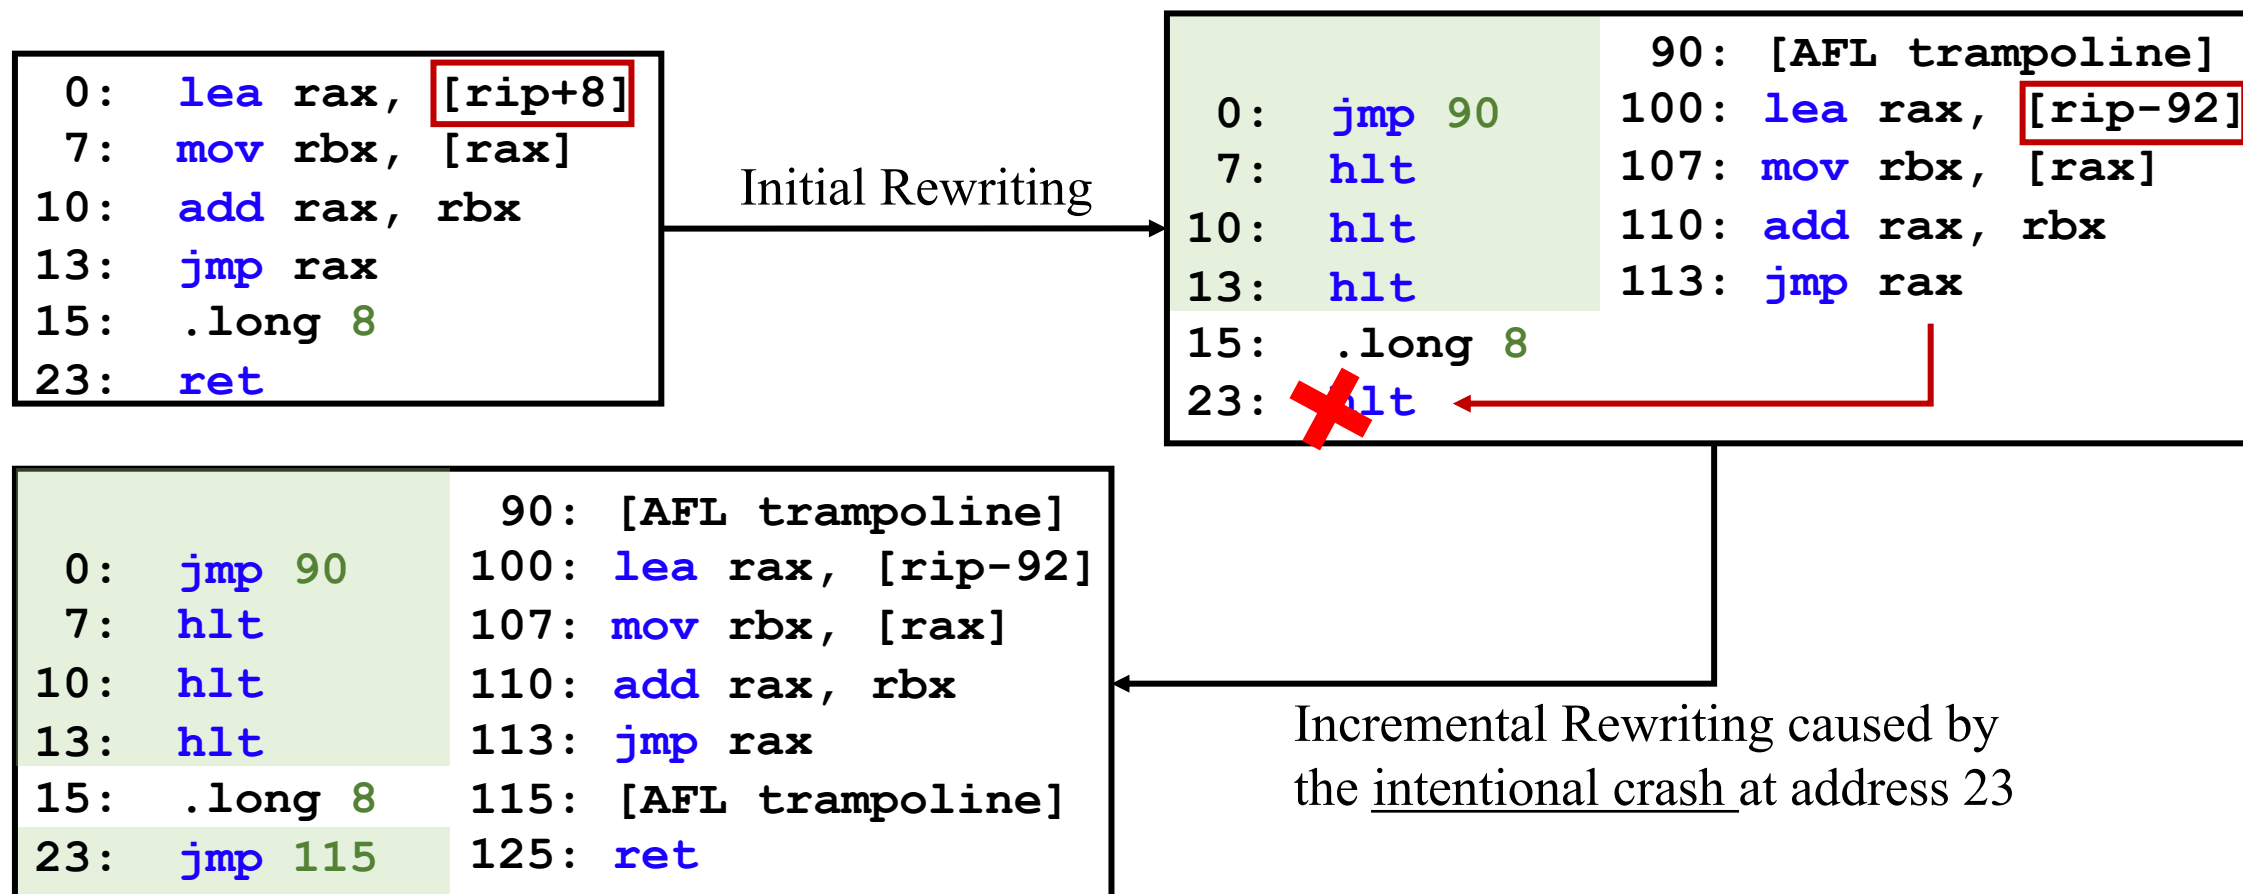 0: lea rax, [rip+8]
7: mov rbx, [rax]
10: add rax, rbx
13: jmp rax
15: .long 8
23: ret
Initial Rewriting
0: jmp 90
7: hlt
10: hlt
13: hlt
15: .long 8
23: hlt
90: [AFL trampoline]
100: lea rax, [rip-92]
107: mov rbx, [rax]
110: add rax, rbx
113: jmp rax
Incremental Rewriting caused by
the intentional crash at address 23
0: jmp 90
7: hlt
10: hlt
13: hlt
15: .long 8
23: jmp 115
90: [AFL trampoline]
100: lea rax, [rip-92]
107: mov rbx, [rax]
110: add rax, rbx
113: jmp rax
115: [AFL trampoline]
125: ret